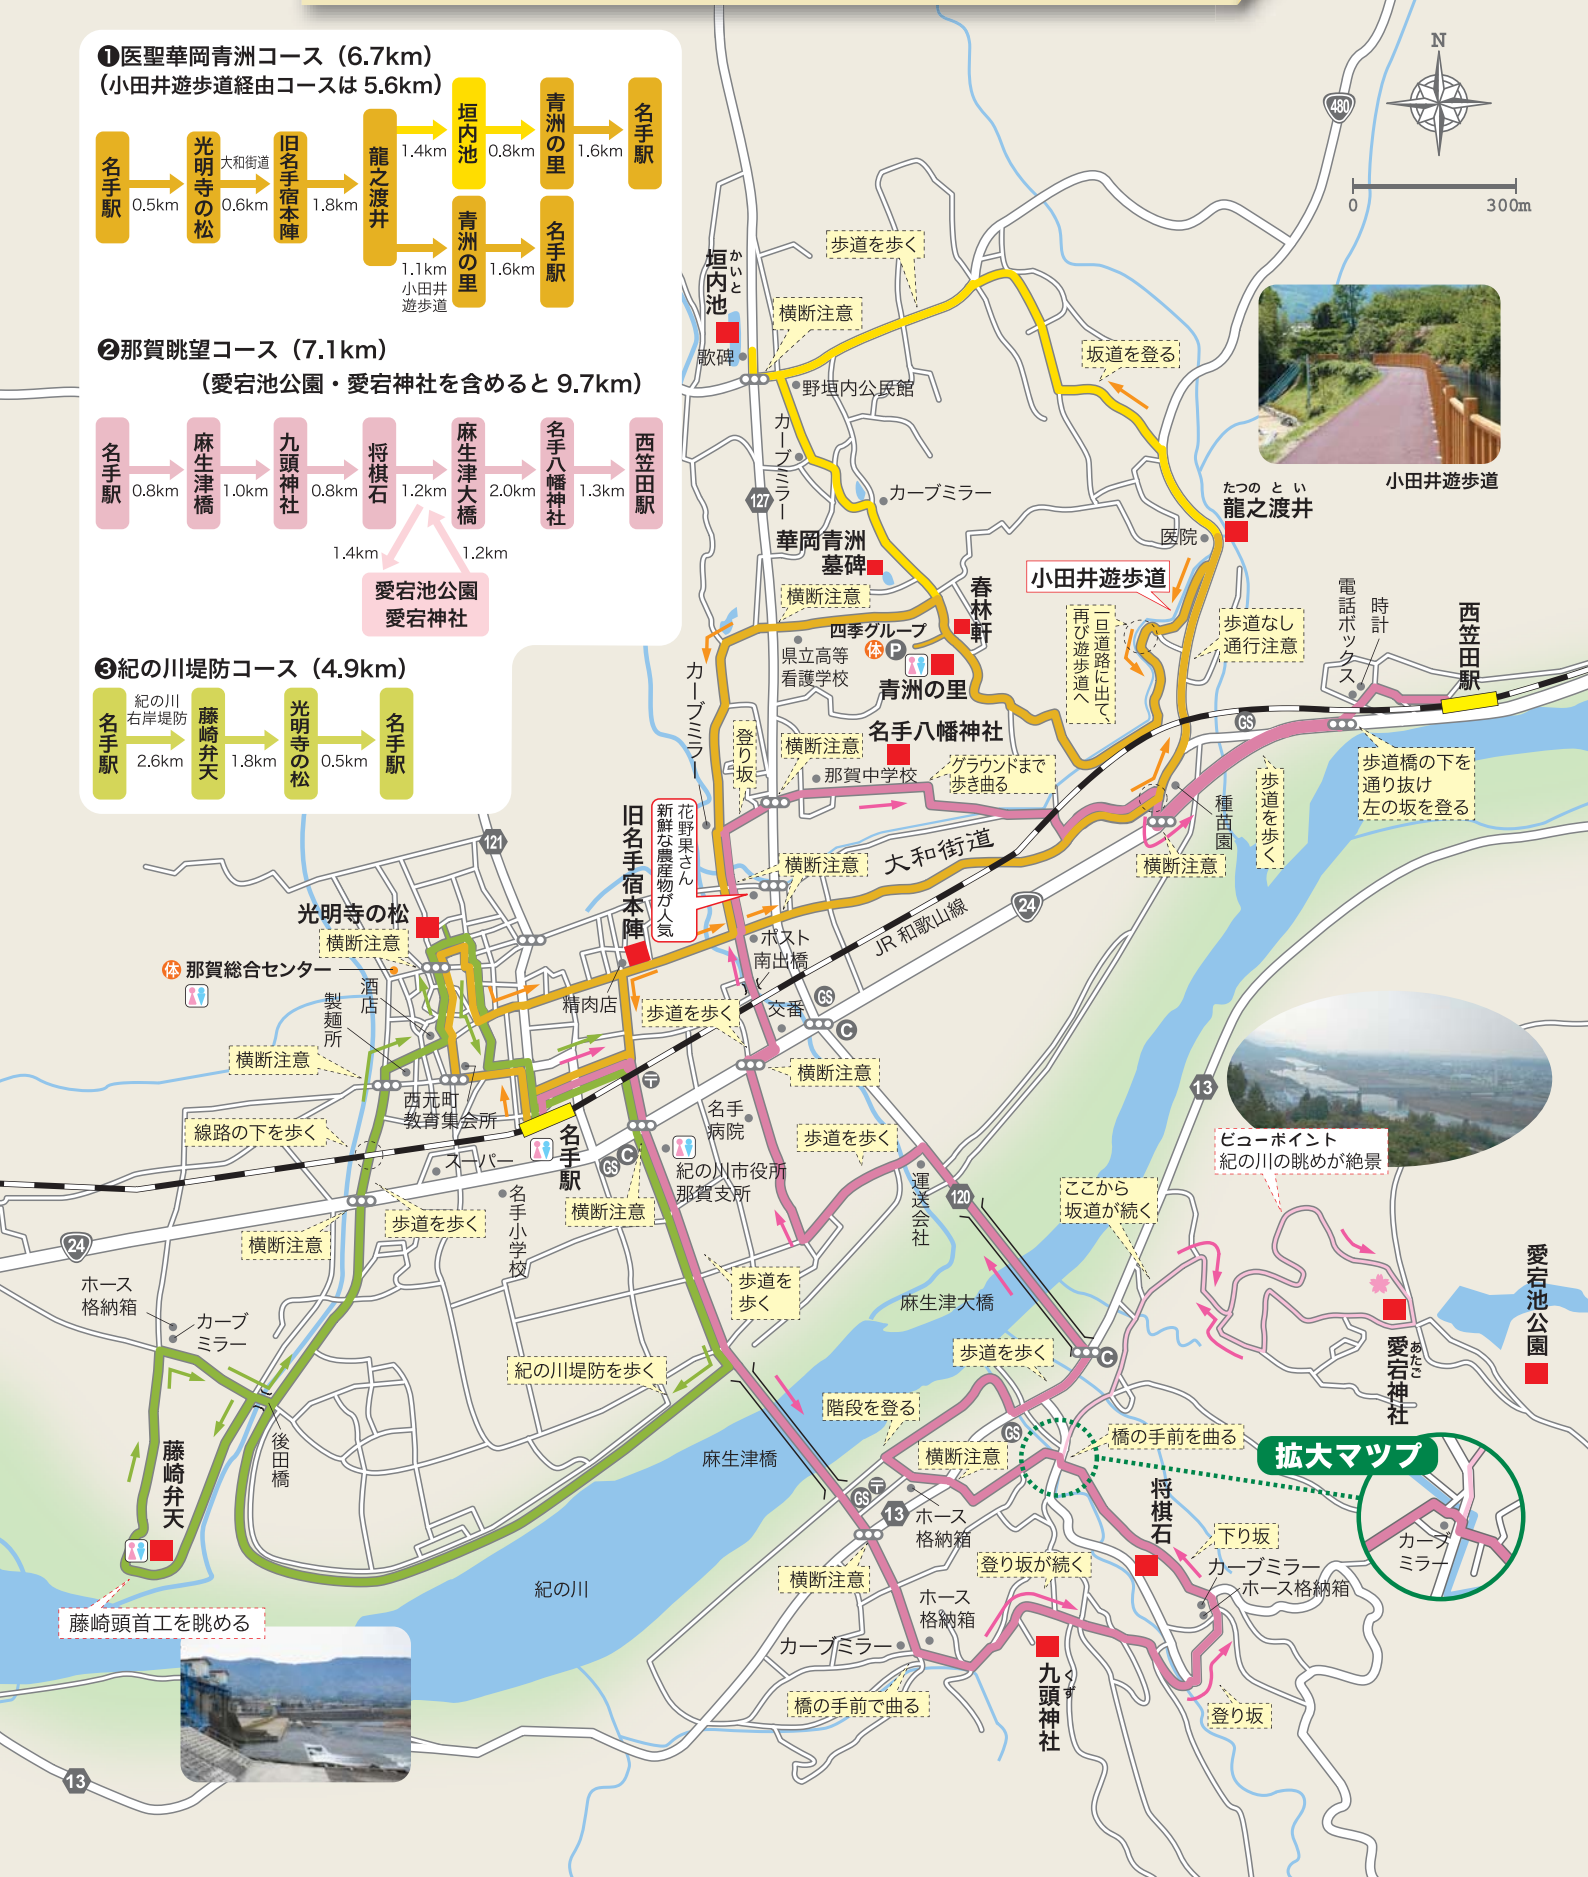 ❶医聖華岡青洲コース（6.7km）
（小田井遊歩道経由コースは 5.6km）
名手駅
0.5km
光明寺の松
大和街道
0.6km
旧名手宿本陣
1.8km
龍之渡井
1.4km
垣内池
0.8km
青洲の里
1.6km
名手駅
1.1km
小田井
遊歩道
青洲の里
1.6km
名手駅
❷那賀眺望コース（7.1km）
（愛宕池公園・愛宕神社を含めると 9.7km）
名手駅
0.8km
麻生津橋
1.0km
九頭神社
0.8km
将棋石
1.2km
麻生津大橋
2.0km
名手八幡神社
1.3km
西笠田駅
1.4km
1.2km
愛宕池公園
愛宕神社
❸紀の川堤防コース（4.9km）
名手駅
紀の川
右岸堤防
2.6km
藤崎弁天
1.8km
光明寺の松
0.5km
名手駅
N
480
0
300m
歩道を歩く
垣内池
かいと
横断注意
歌碑
坂道を登る
野垣内公民館
カーブミラー
127
カーブミラー
小田井遊歩道
たつの とい
龍之渡井
医院
華岡青洲
墓碑
小田井遊歩道
春林軒
横断注意
四季グループ
体
P
県立高等
看護学校
青洲の里
一旦道路に出て、
再び遊歩道へ
歩道なし
通行注意
電話ボックス
時計
西笠田駅
カーブミラー
登り坂
横断注意
名手八幡神社
那賀中学校
グラウンドまで
歩き曲る
GS
歩道橋の下を
通り抜け
左の坂を登る
歩道を歩く
種苗園
横断注意
旧名手宿本陣
花野果さん
新鮮な農産物が人気
横断注意
大和街道
24
JR 和歌山線
121
光明寺の松
横断注意
体
那賀総合センター
酒店
製麺所
精肉店
ポスト
南出橋
歩道を歩く
交番
GS
C
横断注意
横断注意
西元町
教育集会所
名手
病院
歩道を歩く
13
線路の下を歩く
スーパー
名手駅
GS
C
紀の川市役所
那賀支所
横断注意
名手小学校
運送会社
120
ビューポイント
紀の川の眺めが絶景
ここから
坂道が続く
歩道を歩く
横断注意
24
ホース
格納箱
カーブ
ミラー
歩道を
歩く
麻生津大橋
愛宕池公園
愛宕神社
あたご
紀の川堤防を歩く
歩道を歩く
C
階段を登る
GS
横断注意
橋の手前を曲る
拡大マップ
カーブ
ミラー
後田橋
藤崎弁天
麻生津橋
GS
13
ホース
格納箱
将棋石
下り坂
カーブミラー
ホース格納箱
登り坂が続く
横断注意
紀の川
ホース
格納箱
カーブミラー
九頭神社
くず
橋の手前で曲る
登り坂
藤崎頭首工を眺める
13